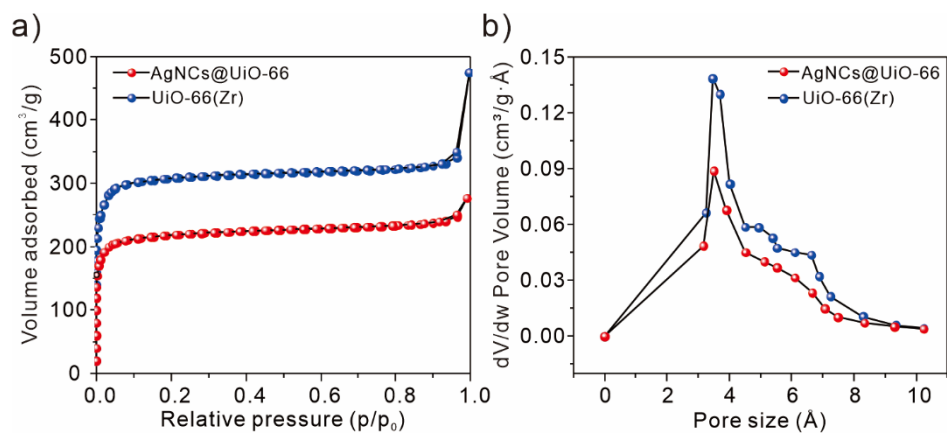 a)
500
400
300
200
100
0
Volume adsorbed (cm³/g)
AgNCs@UiO-66
UiO-66(Zr)
0.0 0.2 0.4 0.6 0.8 1.0
Relative pressure (p/p₀)
b)
0.15
0.12
0.09
0.06
0.03
0.00
dV/dw Pore Volume (cm³/g·Å)
AgNCs@UiO-66
UiO-66(Zr)
0 2 4 6 8 10
Pore size (Å)